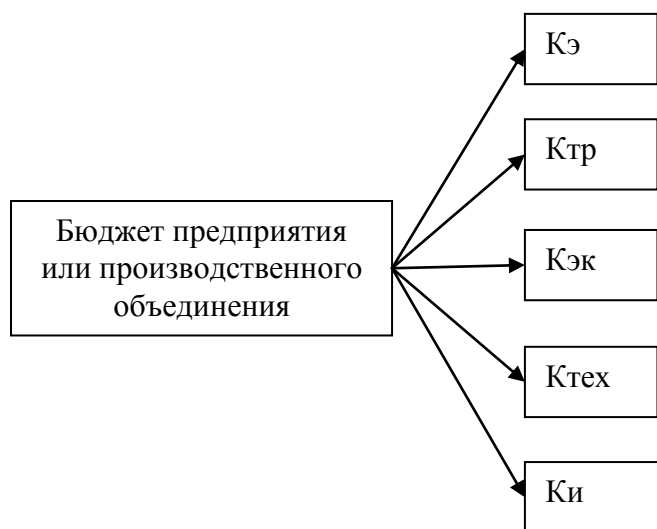 Кэ
Ктр
Бюджет предприятия
или производственного
объединения
Кэк
Ктех
Ки